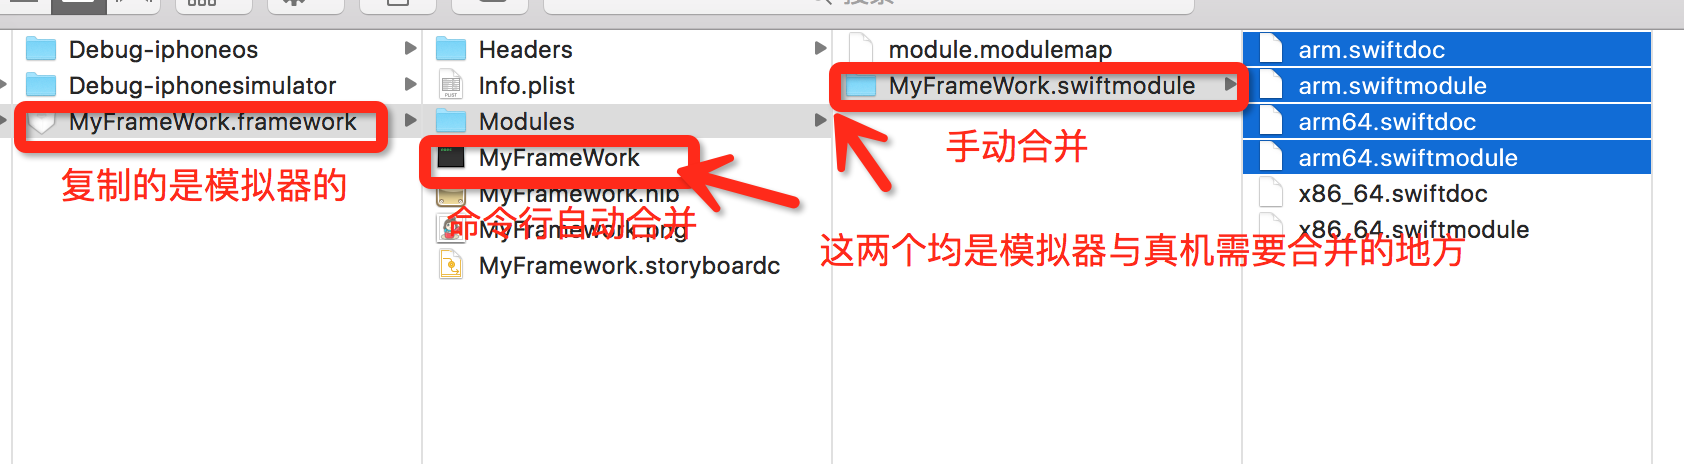 搜索
Debug-iphoneos
Debug-iphonesimulator
MyFrameWork.framework
复制的是模拟器的
Headers
Info.plist
Modules
MyFrameWork
MyFramework.nib
命令行自动合并
MyFramework.png
MyFramework.storyboardc
module.modulemap
MyFrameWork.swiftmodule
手动合并
这两个均是模拟器与真机需要合并的地方
arm.swiftdoc
arm.swiftmodule
arm64.swiftdoc
arm64.swiftmodule
x86_64.swiftdoc
x86_64.swiftmodule